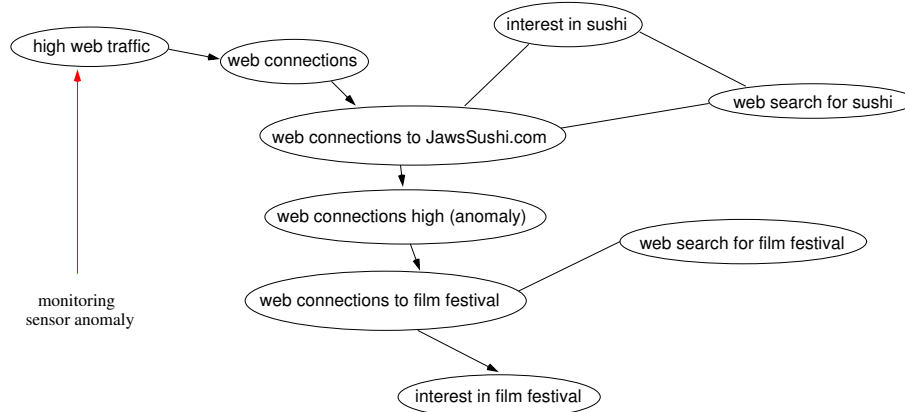 interest in sushi
high web traffic
web connections
web search for sushi
web connections to JawsSushi.com
web connections high (anomaly)
web search for film festival
web connections to film festival
monitoring
sensor anomaly
interest in film festival